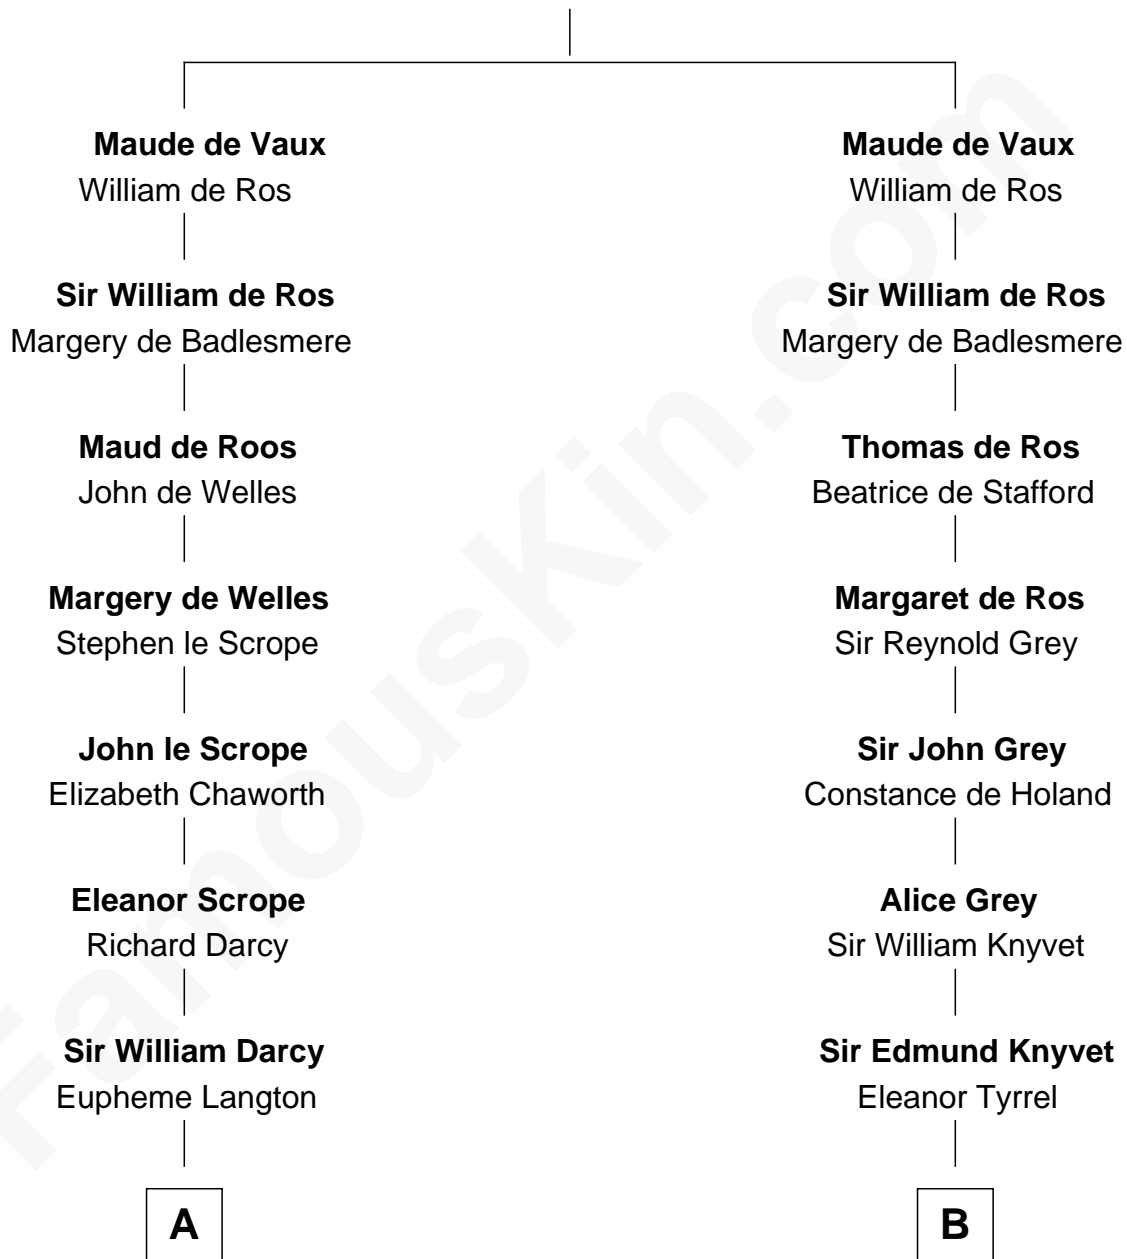 Maude de Vaux
William de Ros
Sir William de Ros
Margery de Badlesmere
Maud de Roos
John de Welles
Margery de Welles
Stephen le Scrope
John le Scrope
Elizabeth Chaworth
Eleanor Scrope
Richard Darcy
Sir William Darcy
Eupheme Langton
A
Maude de Vaux
William de Ros
Sir William de Ros
Margery de Badlesmere
Thomas de Ros
Beatrice de Stafford
Margaret de Ros
Sir Reynold Grey
Sir John Grey
Constance de Holand
Alice Grey
Sir William Knyvet
Sir Edmund Knyvet
Eleanor Tyrrel
B
FamousKin.com